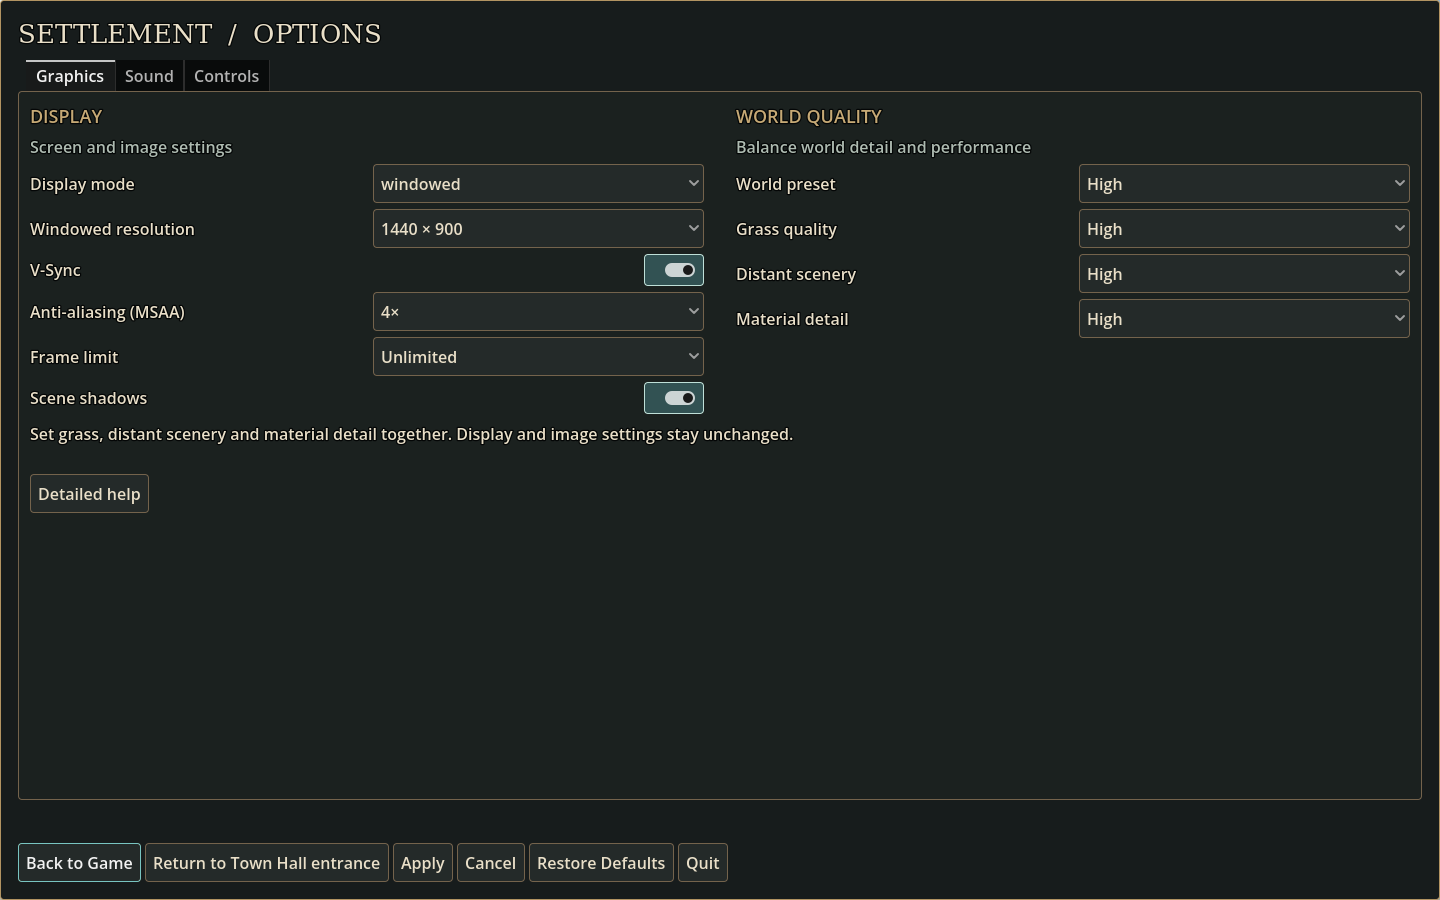 SETTLEMENT / OPTIONS
Graphics
Sound
Controls
DISPLAY
Screen and image settings
Display mode
windowed
Windowed resolution
1440 × 900
V-Sync
Anti-aliasing (MSAA)
4×
Frame limit
Unlimited
Scene shadows
WORLD QUALITY
Balance world detail and performance
World preset
High
Grass quality
High
Distant scenery
High
Material detail
High
Set grass, distant scenery and material detail together. Display and image settings stay unchanged.
Detailed help
Back to Game
Return to Town Hall entrance
Apply
Cancel
Restore Defaults
Quit